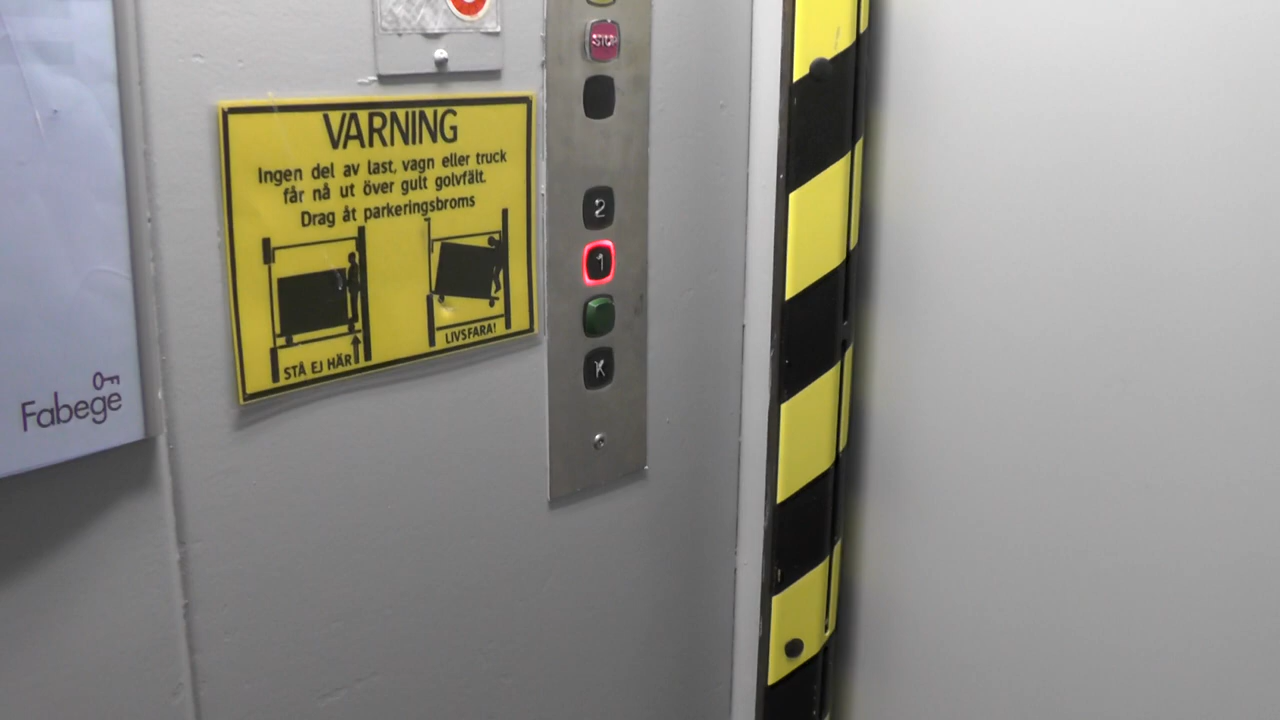 VARNING
Ingen del av last, vagn eller truck
får nå ut över gult golvfält.
Drag åt parkeringsbroms
STÅ EJ HÄR
LIVSFARA!
Fabege
STOP
2
1
K